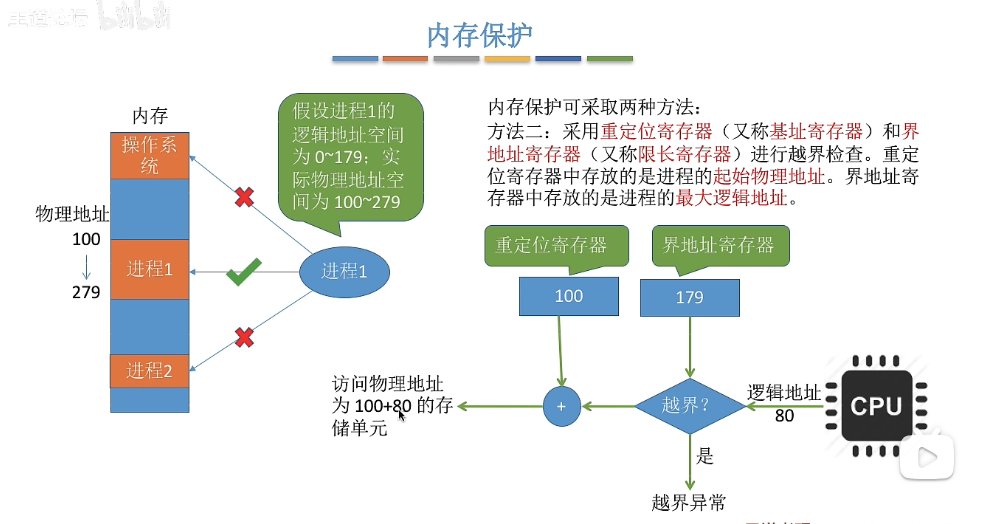 bilibili
内存保护
内存
操作系
统
物理地址
100
279
进程1
进程2
假设进程1的
逻辑地址空间
为 0~179；实
际物理地址空
间为 100~279
进程1
内存保护可采取两种方法：
方法二：采用重定位寄存器（又称基址寄存器）和界
地址寄存器（又称限长寄存器）进行越界检查。重定
位寄存器中存放的是进程的起始物理地址。界地址寄
存器中存放的是进程的最大逻辑地址。
重定位寄存器
界地址寄存器
100
179
访问物理地址
为 100+80 的存
储单元
+
越界？
逻辑地址
80
CPU
是
越界异常